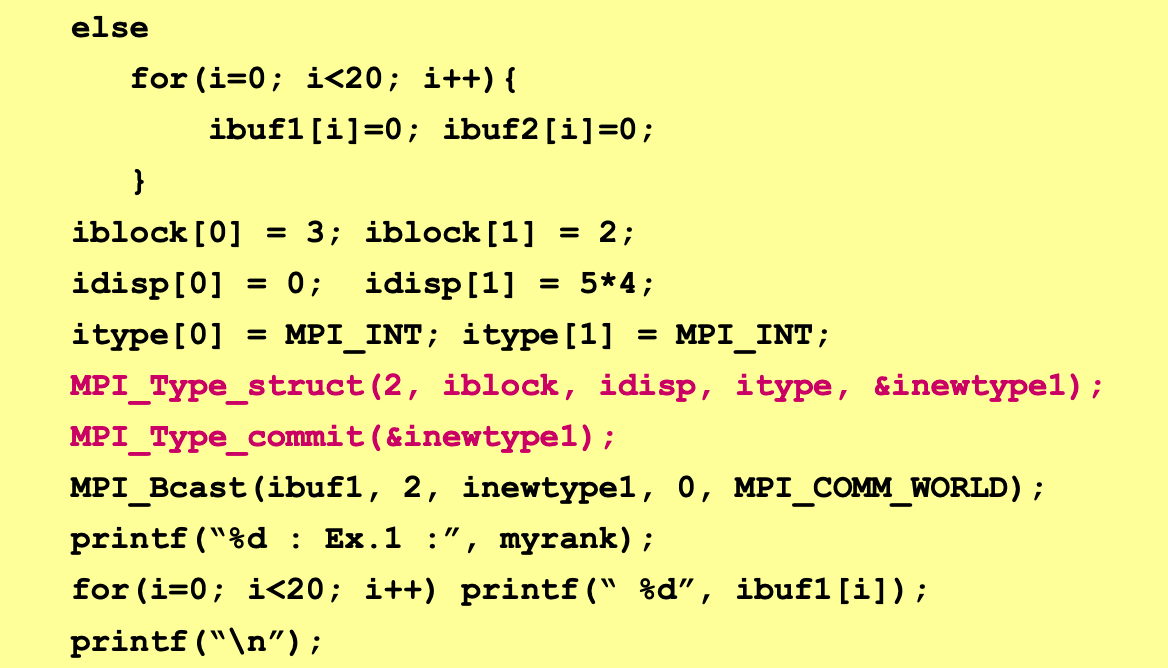 else
for(i=0; i<20; i++){
ibuf1[i]=0; ibuf2[i]=0;
}
iblock[0] = 3; iblock[1] = 2;
idisp[0] = 0;  idisp[1] = 5*4;
itype[0] = MPI_INT; itype[1] = MPI_INT;
MPI_Type_struct(2, iblock, idisp, itype, &inewtype1);
MPI_Type_commit(&inewtype1);
MPI_Bcast(ibuf1, 2, inewtype1, 0, MPI_COMM_WORLD);
printf(“%d : Ex.1 :”, myrank);
for(i=0; i<20; i++) printf(“ %d”, ibuf1[i]);
printf(“\n”);